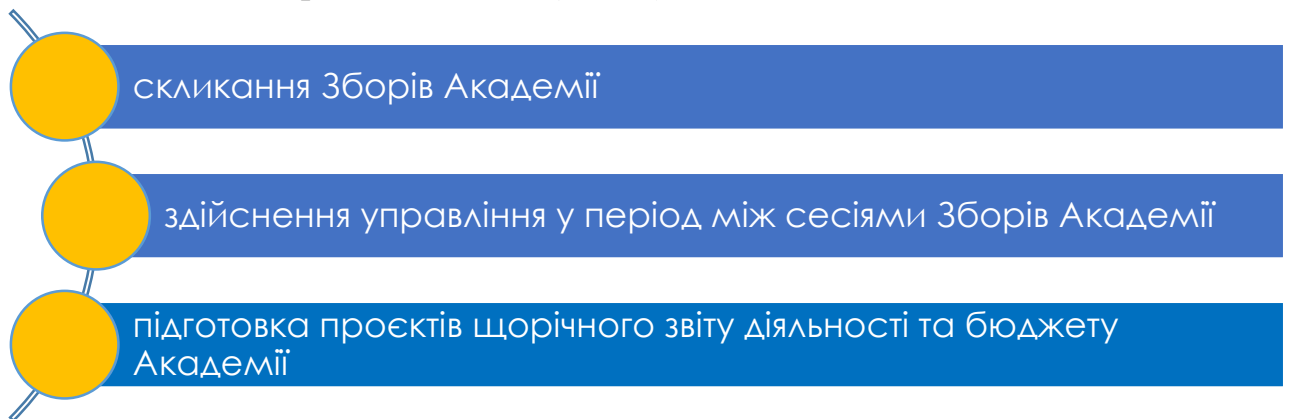 скликання Зборів Академії
здійснення управління у період між сесіями Зборів Академії
підготовка проєктів щорічного звіту діяльності та бюджету
Академії